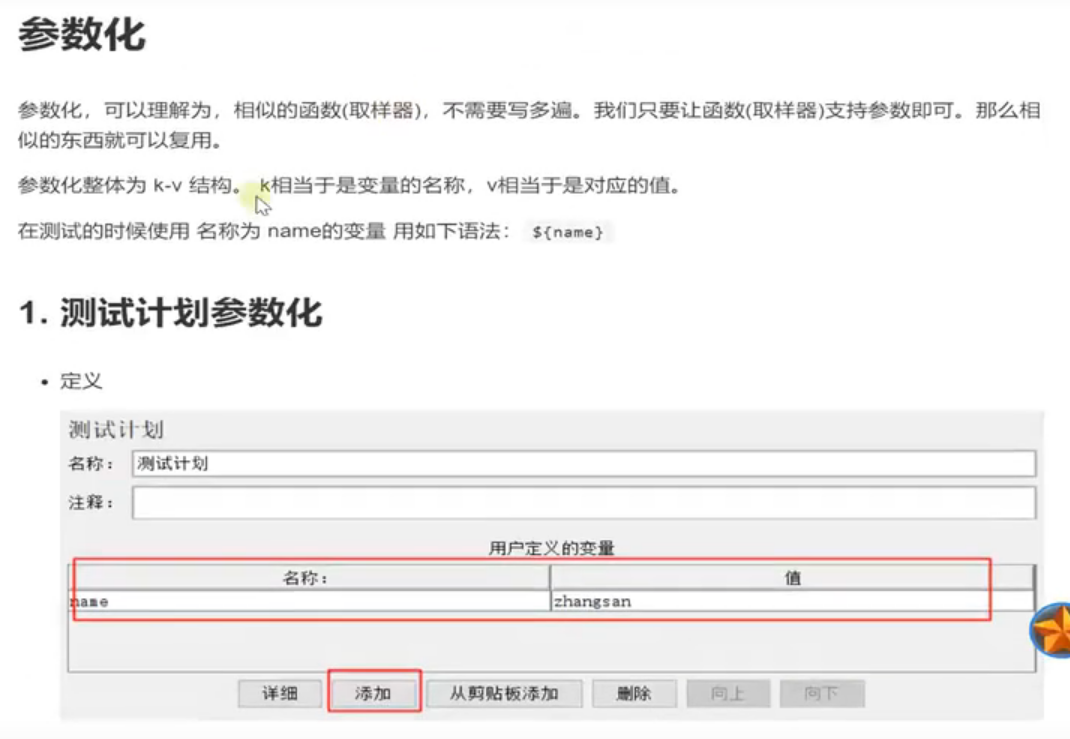 参数化
参数化，可以理解为，相似的函数(取样器)，不需要写多遍。我们只要让函数(取样器)支持参数即可。那么相
似的东西就可以复用。
参数化整体为 k-v 结构。 k相当于是变量的名称，v相当于是对应的值。
在测试的时候使用 名称为 name的变量 用如下语法： ${name}
1. 测试计划参数化
• 定义
测试计划
名称： 测试计划
注释：
用户定义的变量
名称： 值
name zhangsan
详细 添加 从剪贴板添加 删除 向上 向下